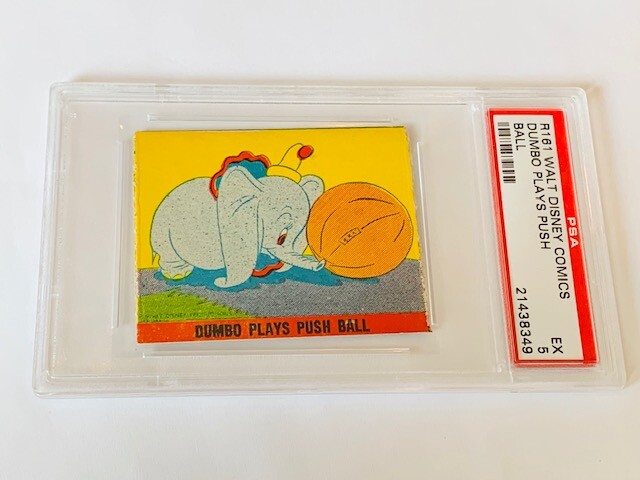 DUMBO PLAYS PUSH BALL
PSA
R161 WALT DISNEY COMICS
DUMBO PLAYS PUSH
BALL
EX
5
21438349